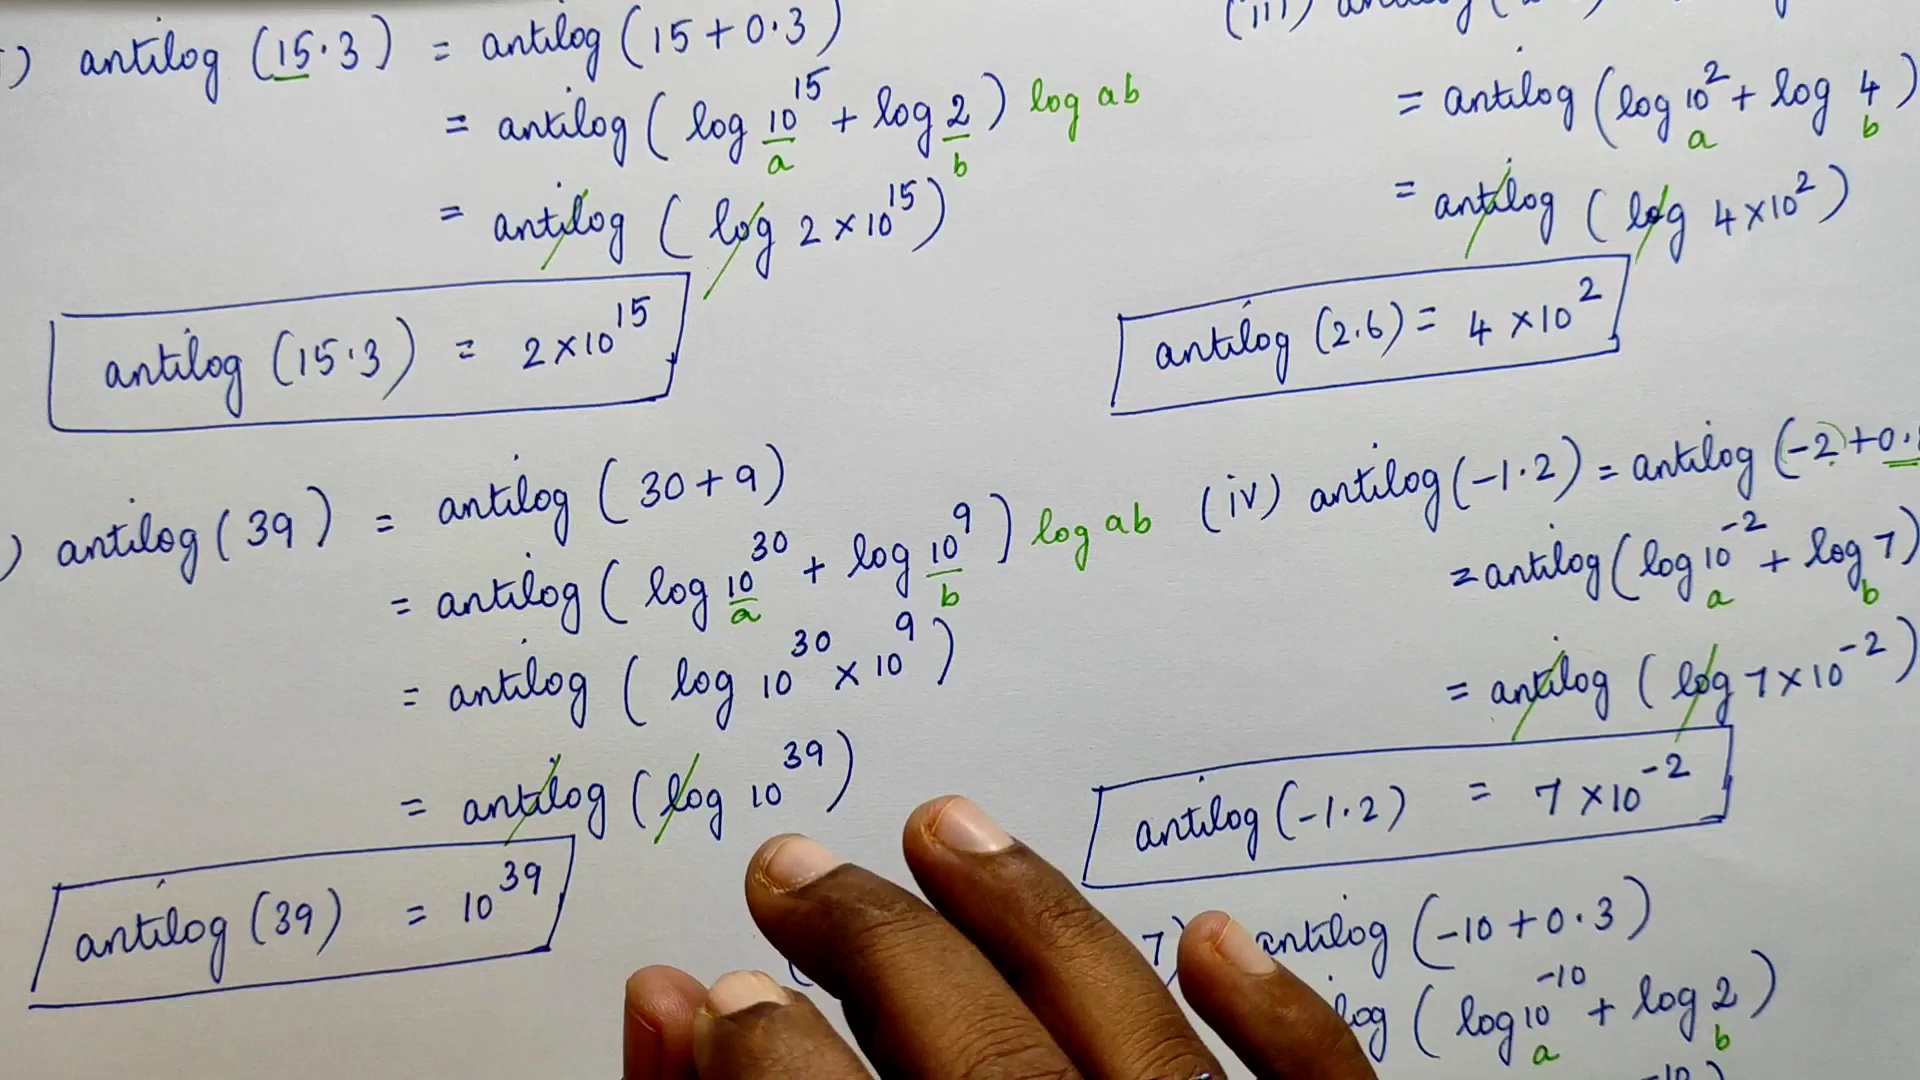 ) antilog (15.3) = antilog (15+0.3)
= antilog ( log 10^15 + log 2 ) log ab
a b
= antilog ( log 2×10^15 )
antilog (15.3) = 2×10^15
) antilog (39) = antilog ( 30+9 )
= antilog ( log 10^30 + log 10^9 ) log ab
a b
= antilog ( log 10^30 × 10^9 )
= antilog ( log 10^39 )
antilog (39) = 10^39
(iii)
= antilog (log 10^2 + log 4)
a b
= antilog ( log 4×10^2 )
antilog (2.6) = 4×10^2
(iv) antilog (-1.2) = antilog (-2+0.
= antilog (log 10^-2 + log 7)
a b
= antilog ( log 7×10^-2 )
antilog (-1.2) = 7×10^-2
7) antilog (-10+0.3)
log ( log 10^-10 + log 2 )
a b